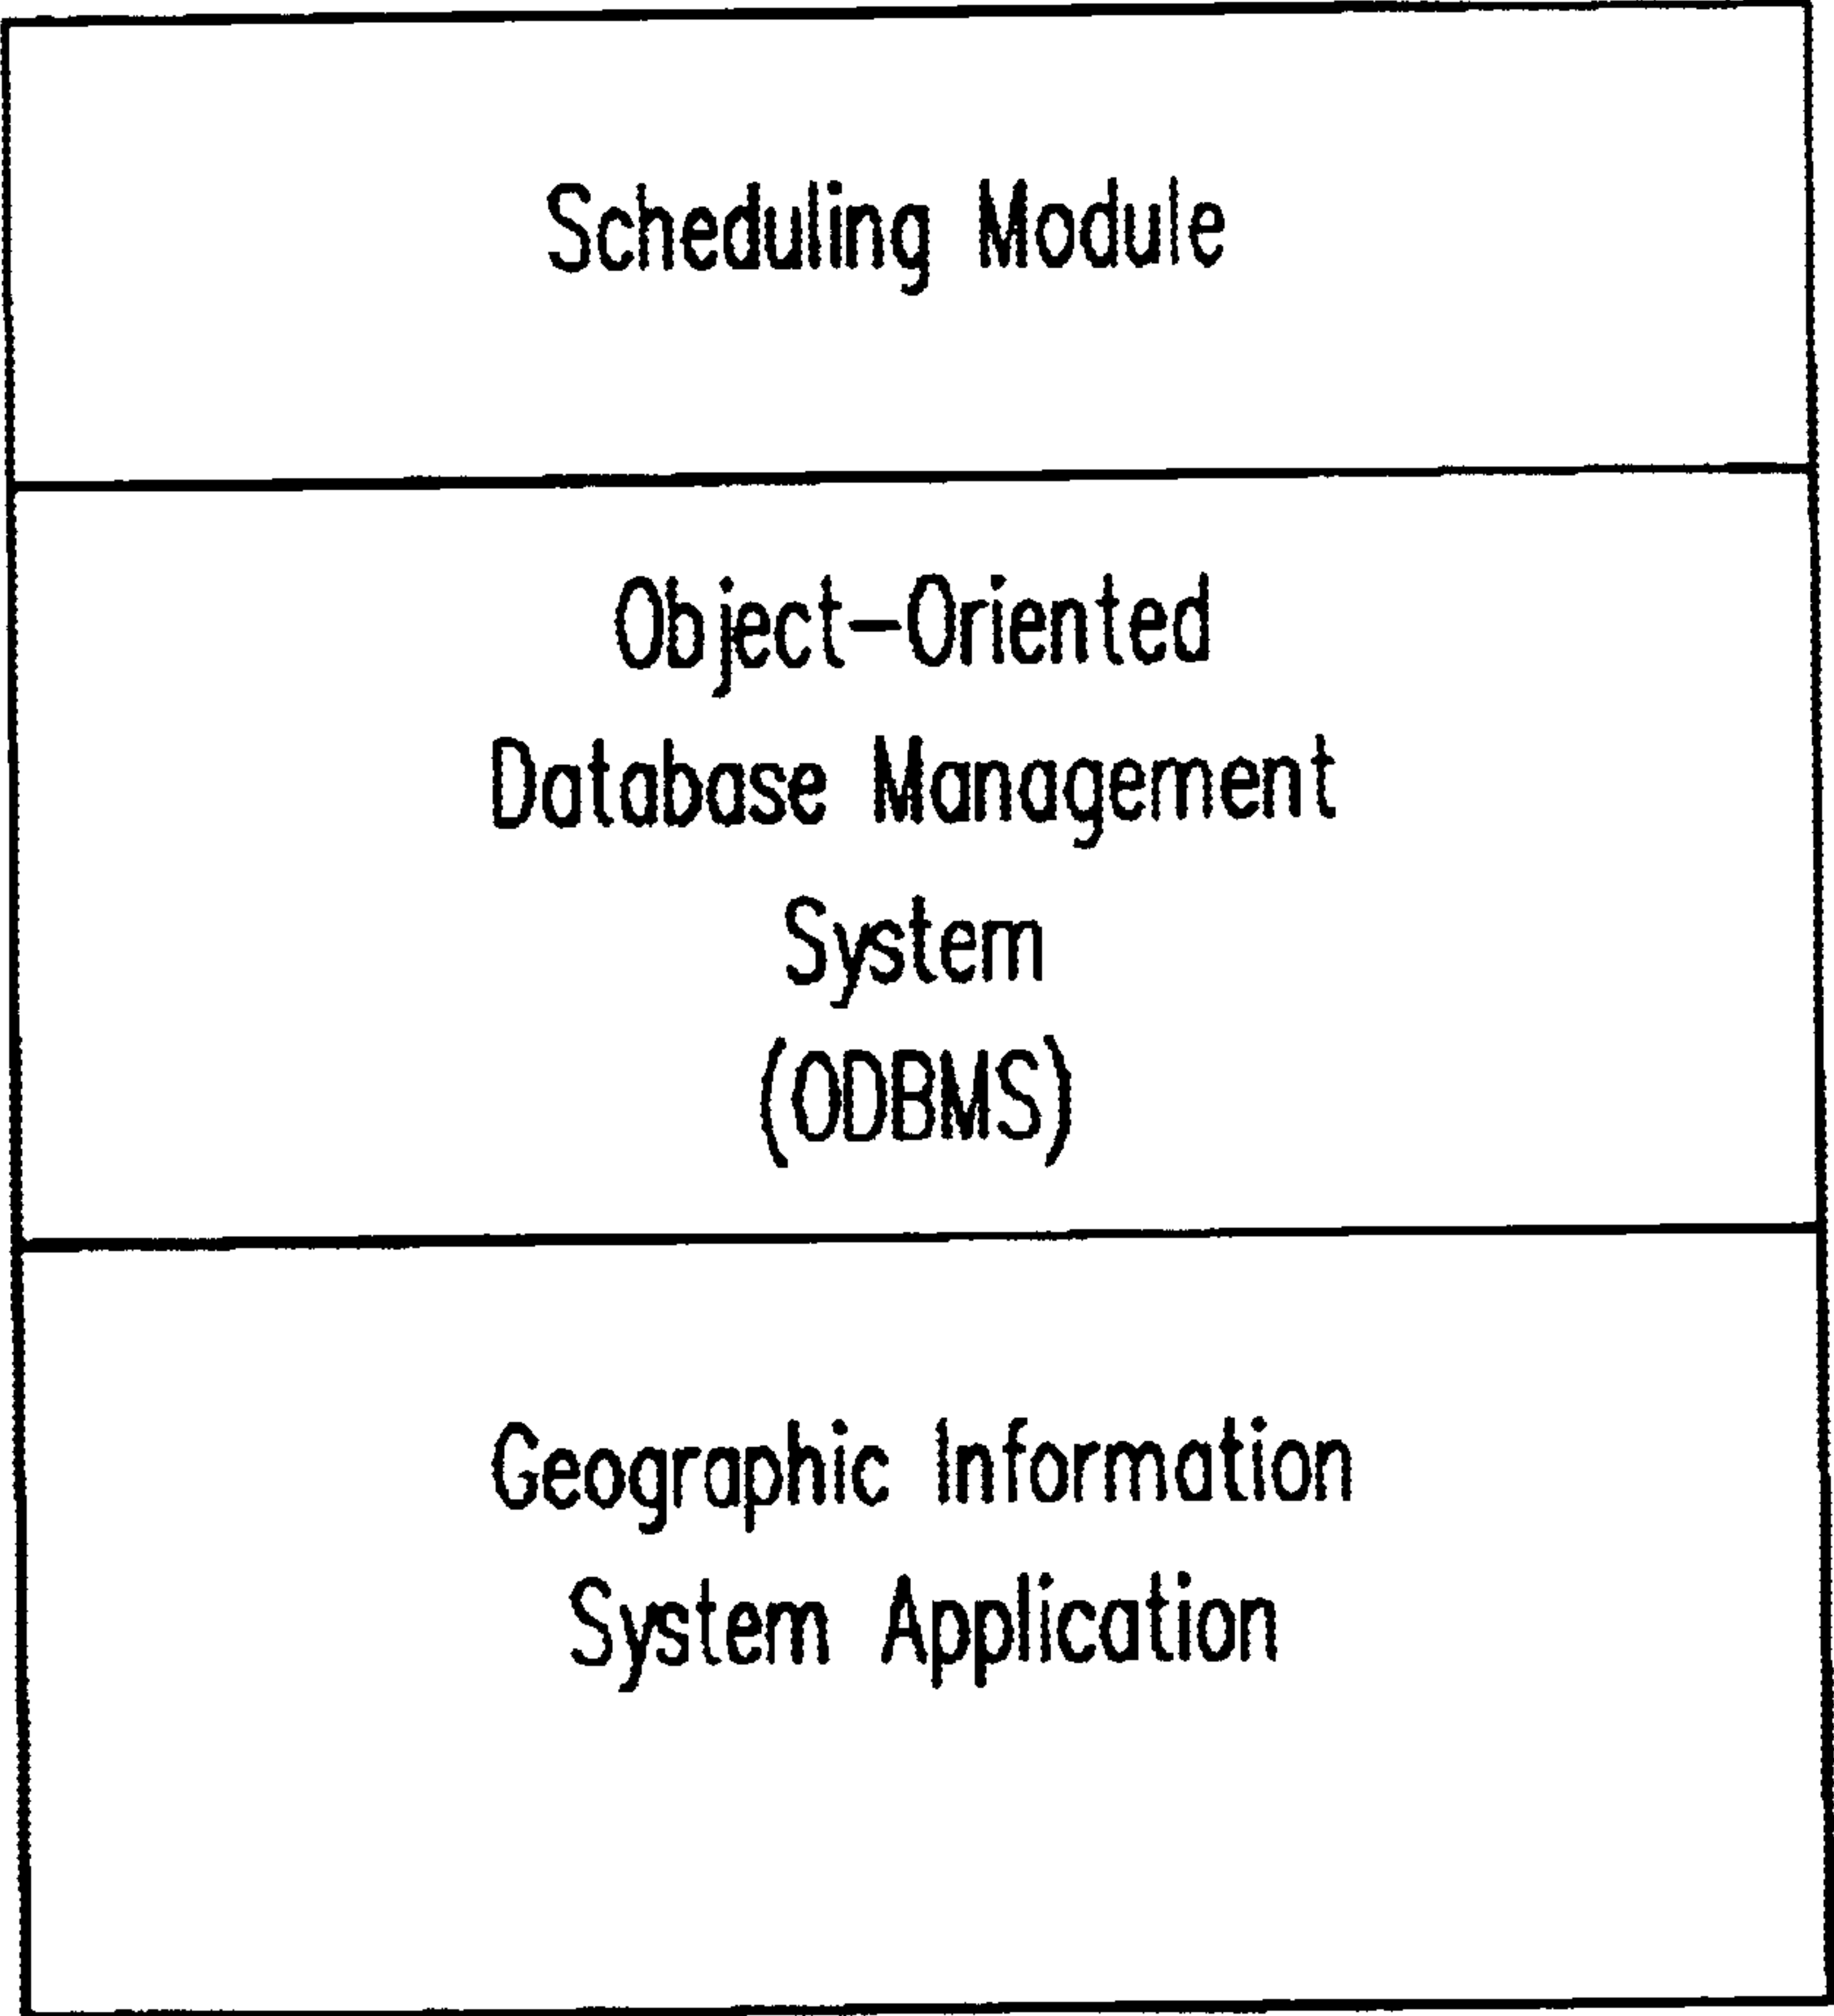 Scheduling Module
Object-Oriented
Database Management
System
(ODBMS)
Geographic Information
System Application